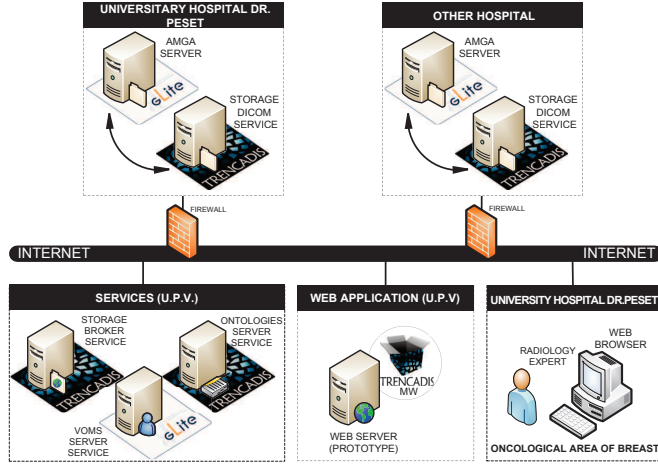 UNIVERSITARY HOSPITAL DR.
PESET
AMGA
SERVER
gLite
STORAGE
DICOM
SERVICE
TRENCADIS
FIREWALL
OTHER HOSPITAL
AMGA
SERVER
gLite
STORAGE
DICOM
SERVICE
TRENCADIS
FIREWALL
INTERNET
INTERNET
SERVICES (U.P.V.)
STORAGE
BROKER
SERVICE
TRENCADIS
ONTOLOGIES
SERVER
SERVICE
TRENCADIS
VOMS
SERVER
SERVICE
gLite
WEB APPLICATION (U.P.V)
TRENCADIS
MW
WEB SERVER
(PROTOTYPE)
UNIVERSITY HOSPITAL DR.PESET
WEB
BROWSER
RADIOLOGY
EXPERT
ONCOLOGICAL AREA OF BREAST